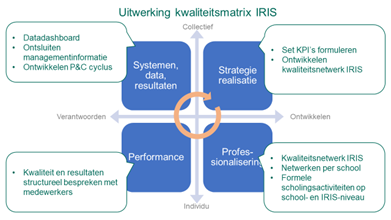 Uitwerking kwaliteitsmatrix IRIS
Collectief
• Datadashboard
• Ontsluiten
managementinformatie
• Ontwikkelen P&C cyclus
Systemen,
data,
resultaten
Strategie
realisatie
• Set KPI´s formuleren
• Ontwikkelen
kwaliteitsnetwerk IRIS
Verantwoorden
Ontwikkelen
• Kwaliteit en resultaten
structureel bespreken met
medewerkers
Performance
Profes-
sionalisering
• Kwaliteitsnetwerk IRIS
• Netwerken per school
• Formele
scholingsactiviteiten op
school- en IRIS-niveau
Individu